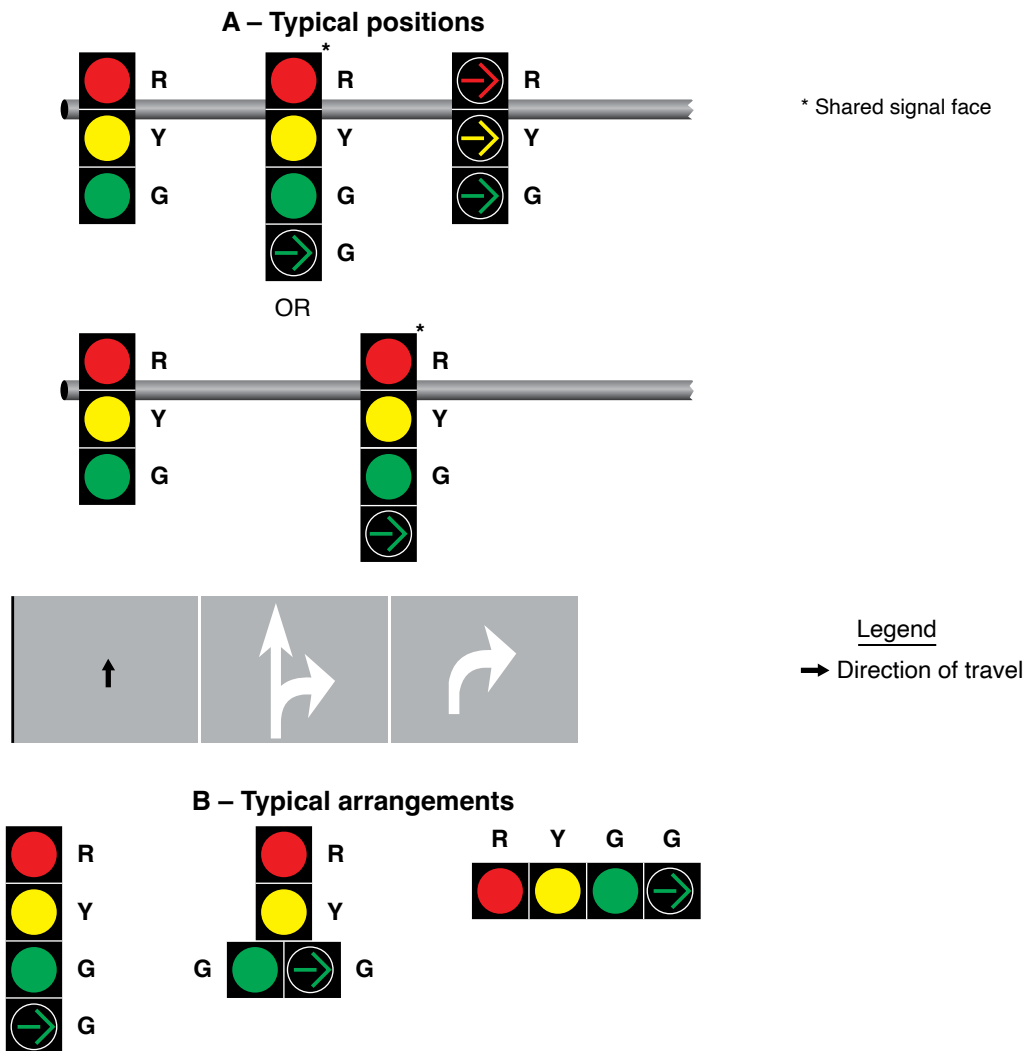 A – Typical positions
*
R R R
* Shared signal face
Y Y Y
G G G
G
OR
*
R R
Y Y
G G
Legend
Direction of travel
B – Typical arrangements
R R R Y G G
Y Y
G G G
G